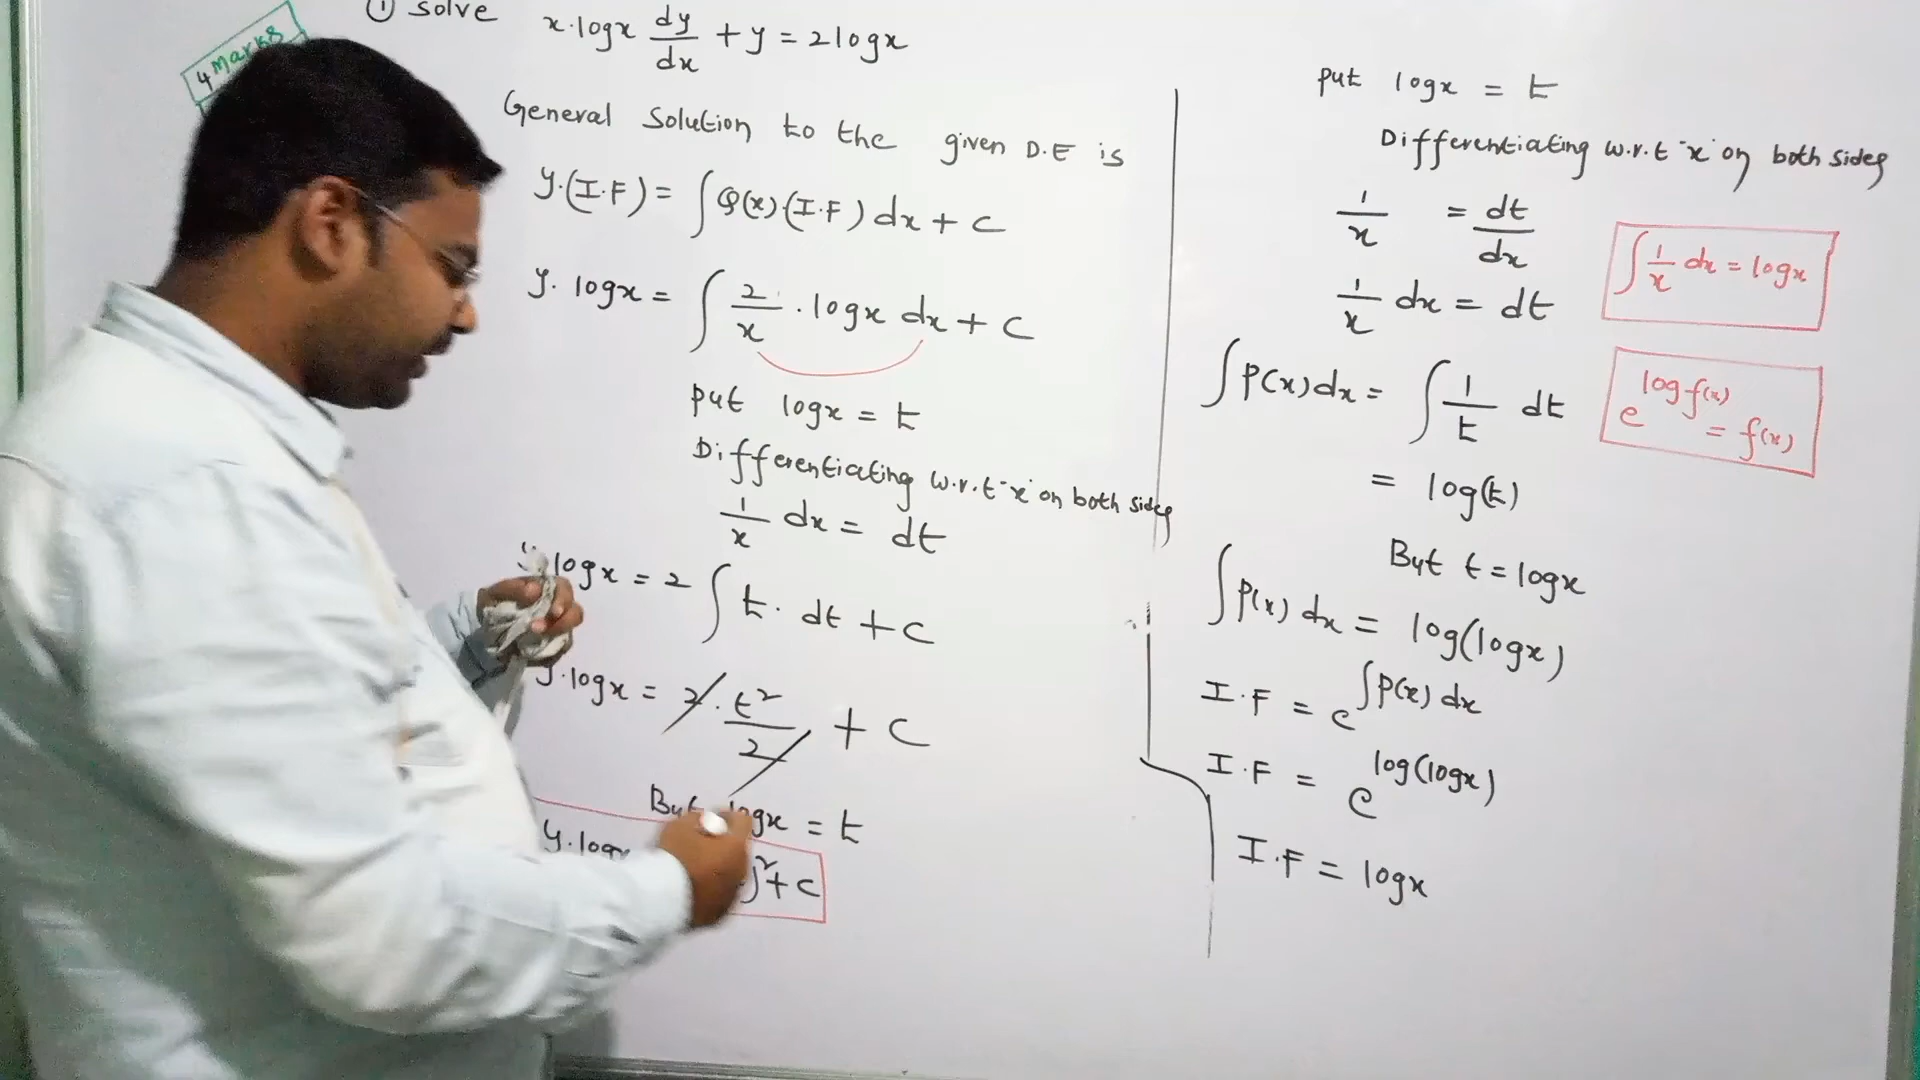 4 Marks
① Solve x·logx dy/dx + y = 2logx
General Solution to the given D.E is
y·(I·F) = ∫Q(x)·(I·F) dx + C
y· logx = ∫ 2/x · logx dx + C
put logx = t
Differentiating w.r.t 'x' on both sides
1/x dx = dt
logx = 2 ∫ t· dt + C
y·logx = 2 · t²/2 + C
But logx = t
y·logx )² + C
put logx = t
Differentiating w.r.t 'x' on both sides
1/x = dt/dx
1/x dx = dt
∫ 1/x dx = logx
∫ P(x)dx = ∫ 1/t dt
e^logf(x) = f(x)
= log(t)
But t = logx
∫ P(x) dx = log(logx)
I·F = e^∫P(x) dx
I·F = e^log(logx)
I·F = logx